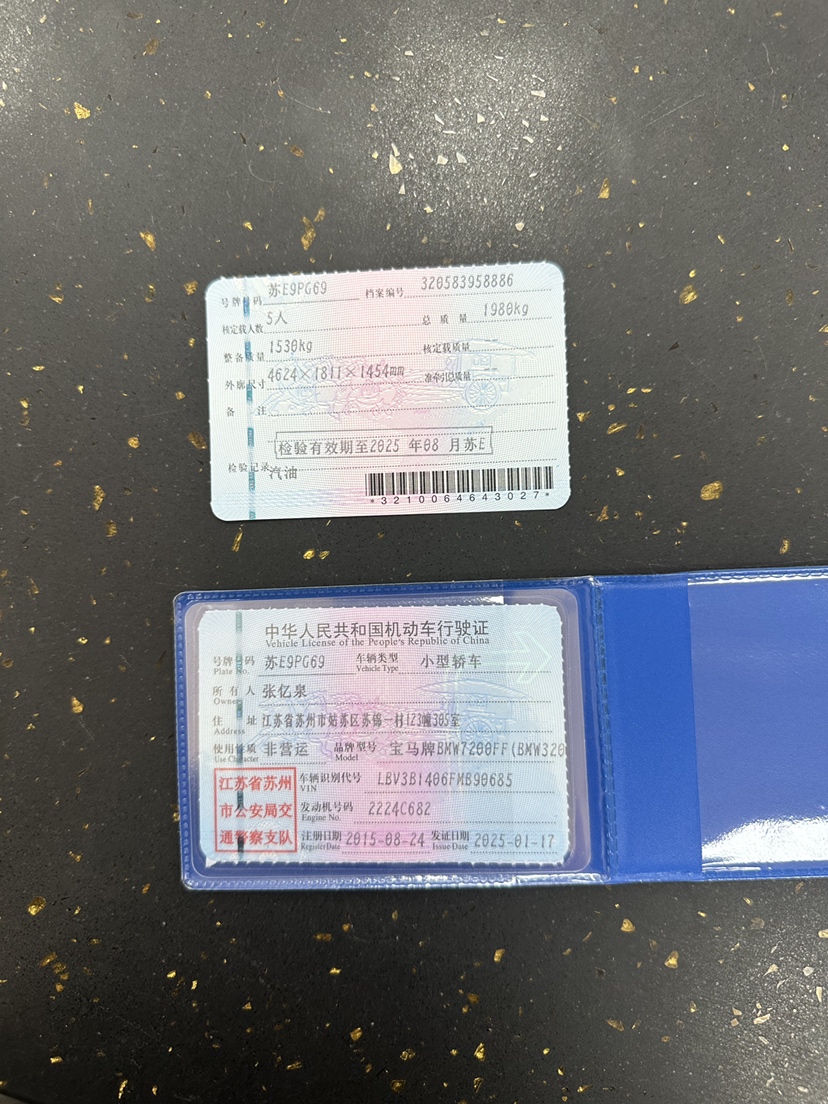 号牌号码 苏E9PG69 档案编号 320583958886
核定载人数 5人 总质量 1980kg
整备质量 1530kg 核定载质量 --
外廓尺寸 4624×1811×1454mm 准牵引总质量 --
备注
检验有效期至2025 年08 月苏E
检验记录 汽油
*3210064643027*
中华人民共和国机动车行驶证
Vehicle License of the People's Republic of China
号牌号码 苏E9PG69 车辆类型 小型轿车
Plate No. Vehicle Type
所有人 张亿泉
Owner
住址 江苏省苏州市姑苏区苏锦一村123幢305室
Address
使用性质 非营运 品牌型号 宝马牌BMW7200FF(BMW320
Use Character Model
江苏省苏州
市公安局交
通警察支队
车辆识别代号 LBV3B1406FMB90685
VIN
发动机号码 2224C682
Engine No.
注册日期 2015-08-24 发证日期 2025-01-17
Register Date Issue Date